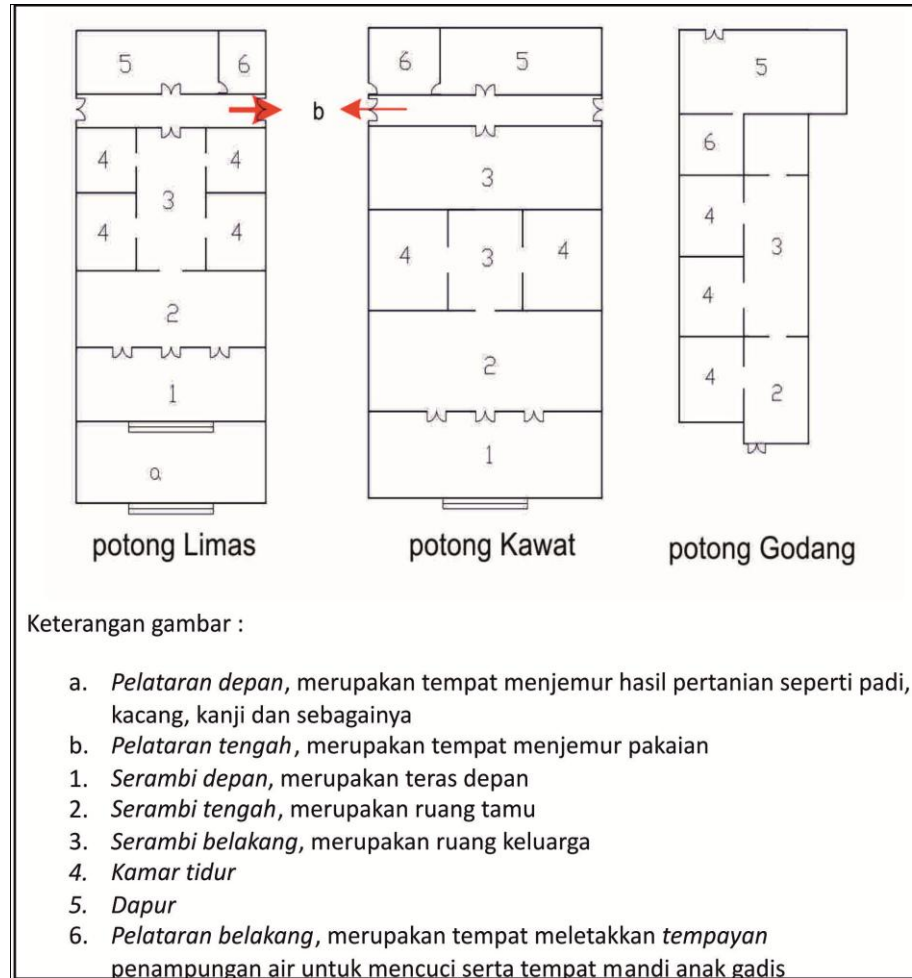 5 6 6 5 5
b
4 4 3 6
3
4 4 4 3 4 4 3
4
2 2 4 2
1 1
a
potong Limas potong Kawat potong Godang
Keterangan gambar :
a. Pelataran depan, merupakan tempat menjemur hasil pertanian seperti padi,
kacang, kanji dan sebagainya
b. Pelataran tengah, merupakan tempat menjemur pakaian
1. Serambi depan, merupakan teras depan
2. Serambi tengah, merupakan ruang tamu
3. Serambi belakang, merupakan ruang keluarga
4. Kamar tidur
5. Dapur
6. Pelataran belakang, merupakan tempat meletakkan tempayan
penampungan air untuk mencuci serta tempat mandi anak gadis